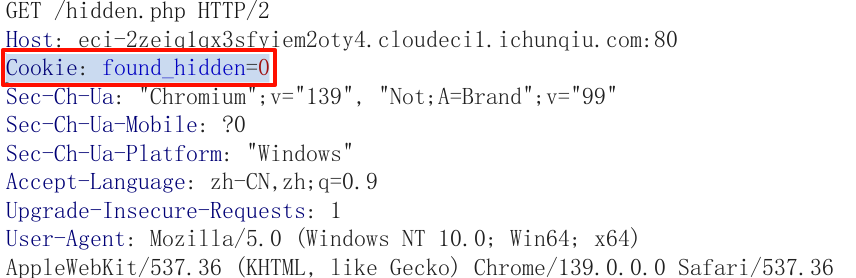 GET /hidden.php HTTP/2
Host: eci-2zeiq1qx3sfyiem2oty4.cloudeci1.ichunqiu.com:80
Cookie: found_hidden=0
Sec-Ch-Ua: "Chromium";v="139", "Not;A=Brand";v="99"
Sec-Ch-Ua-Mobile: ?0
Sec-Ch-Ua-Platform: "Windows"
Accept-Language: zh-CN,zh;q=0.9
Upgrade-Insecure-Requests: 1
User-Agent: Mozilla/5.0 (Windows NT 10.0; Win64; x64)
AppleWebKit/537.36 (KHTML, like Gecko) Chrome/139.0.0.0 Safari/537.36